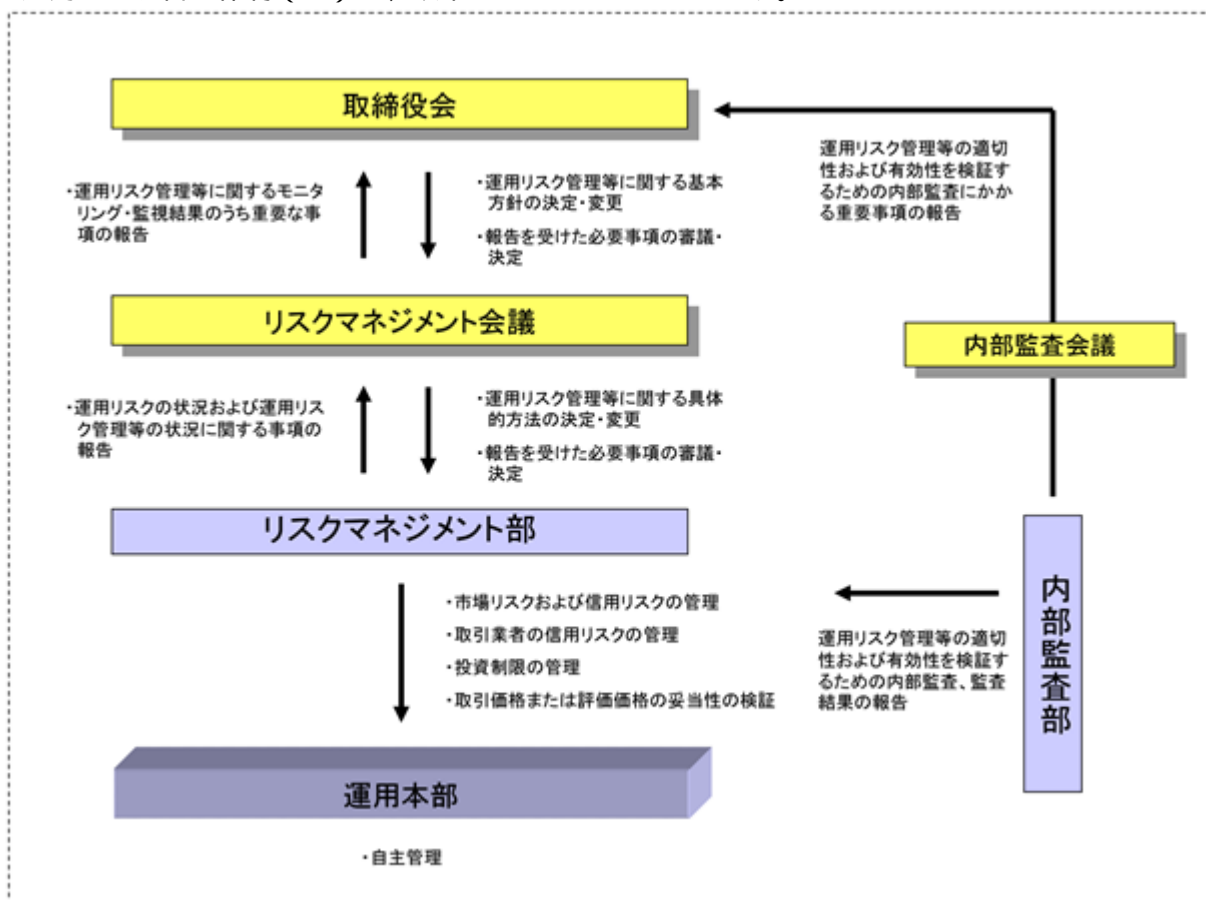 取締役会
・運用リスク管理等に関するモニ
タリング・監視結果のうち重要な事
項の報告
・運用リスク管理等に関する基本
方針の決定・変更
・報告を受けた必要事項の審議・
決定
運用リスク管理等の適切
性および有効性を検証す
るための内部監査にかか
る重要事項の報告
リスクマネジメント会議
内部監査会議
・運用リスクの状況および運用リス
ク管理等の状況に関する事項の
報告
・運用リスク管理等に関する具体
的方法の決定・変更
・報告を受けた必要事項の審議・
決定
リスクマネジメント部
・市場リスクおよび信用リスクの管理
・取引業者の信用リスクの管理
・投資制限の管理
・取引価格または評価価格の妥当性の検証
運用リスク管理等の適切
性および有効性を検証す
るための内部監査、監査
結果の報告
内部監査部
運用本部
・自主管理